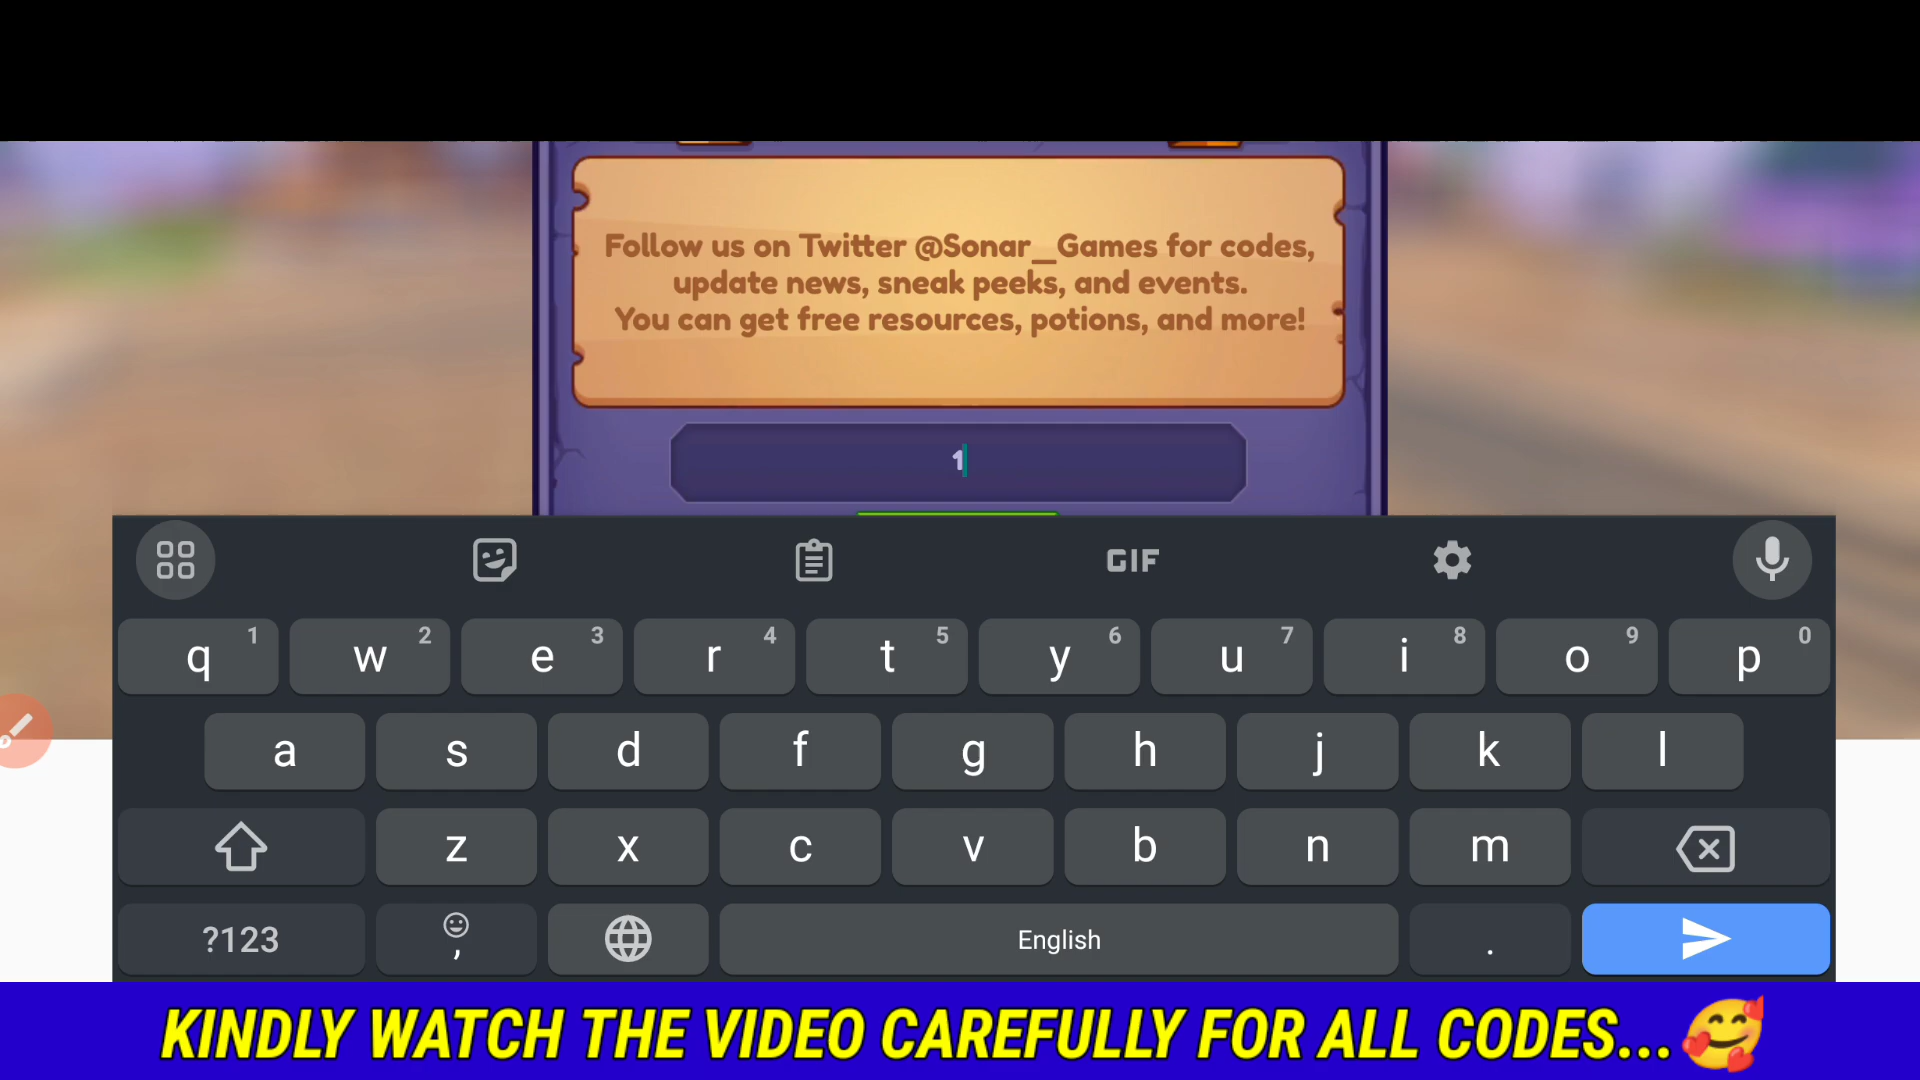 Follow us on Twitter @Sonar_Games for codes,
update news, sneak peeks, and events.
You can get free resources, potions, and more!
1
GIF
q 1 w 2 e 3 r 4 t 5 y 6 u 7 i 8 o 9 p 0
a s d f g h j k l
z x c v b n m
?123 , English .
KINDLY WATCH THE VIDEO CAREFULLY FOR ALL CODES...🥰